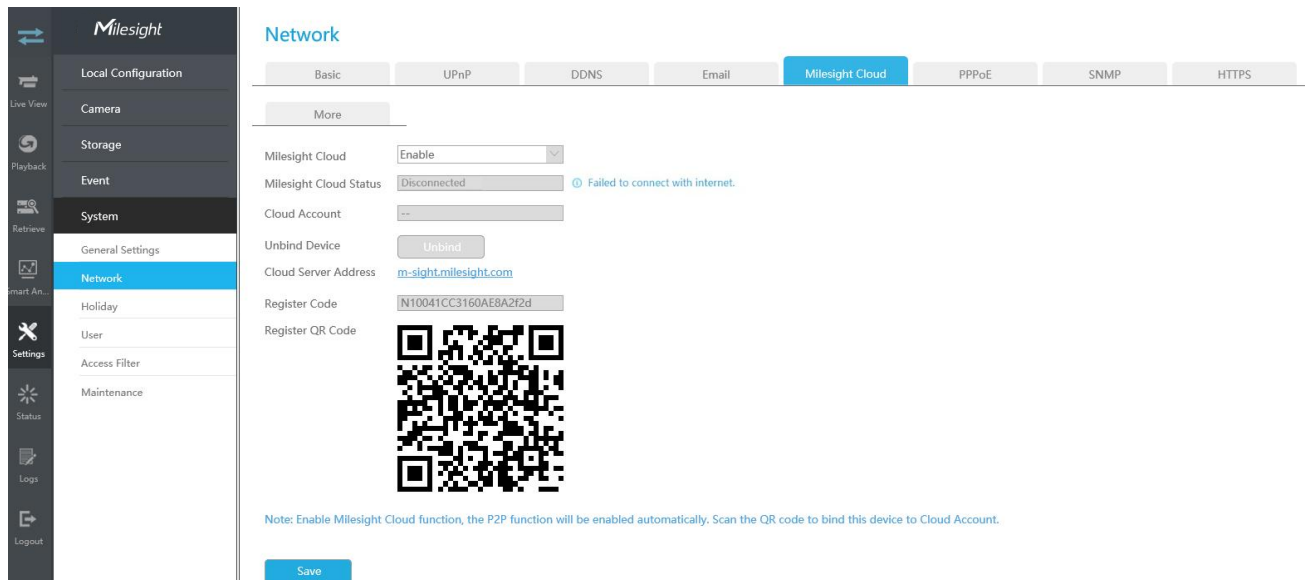 Milesight
Live View
Playback
Retrieve
Smart An...
Settings
Status
Logs
Logout
Local Configuration
Camera
Storage
Event
System
General Settings
Network
Holiday
User
Access Filter
Maintenance
Network
Basic UPnP DDNS Email Milesight Cloud PPPoE SNMP HTTPS
More
Milesight Cloud Enable
Milesight Cloud Status Disconnected Failed to connect with internet.
Cloud Account --
Unbind Device Unbind
Cloud Server Address m-sight.milesight.com
Register Code N10041CC3160AE8A2f2d
Register QR Code
Note: Enable Milesight Cloud function, the P2P function will be enabled automatically. Scan the QR code to bind this device to Cloud Account.
Save